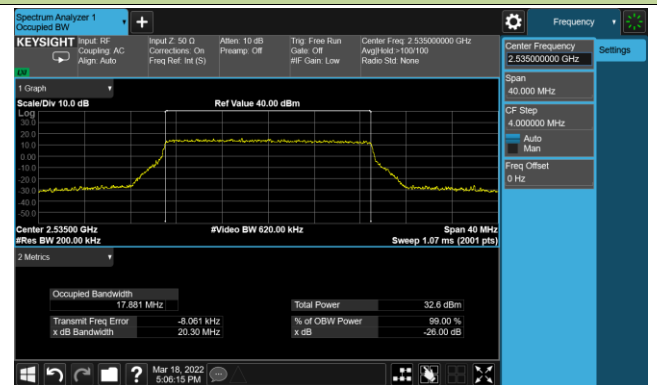 Spectrum Analyzer 1
Occupied BW
KEYSIGHT
Input: RF
Coupling: AC
Align: Auto
Input Z: 50 Ω
Corrections: On
Freq Ref: Int (S)
Atten: 10 dB
Preamp: Off
Trig: Free Run
Gate: Off
#IF Gain: Low
Center Freq: 2.535000000 GHz
Avg|Hold:>100/100
Radio Std: None
1 Graph
Scale/Div 10.0 dB
Ref Value 40.00 dBm
Log
30.0
20.0
10.0
0.00
-10.0
-20.0
-30.0
-40.0
-50.0
Center 2.53500 GHz
#Video BW 620.00 kHz
Span 40 MHz
#Res BW 200.00 kHz
Sweep 1.07 ms (2001 pts)
2 Metrics
Occupied Bandwidth
17.881 MHz
Total Power
32.6 dBm
Transmit Freq Error
-8.061 kHz
% of OBW Power
99.00 %
x dB Bandwidth
20.30 MHz
x dB
-26.00 dB
Mar 18, 2022
5:06:15 PM
Frequency
Center Frequency
2.535000000 GHz
Settings
Span
40.000 MHz
CF Step
4.000000 MHz
Auto
Man
Freq Offset
0 Hz